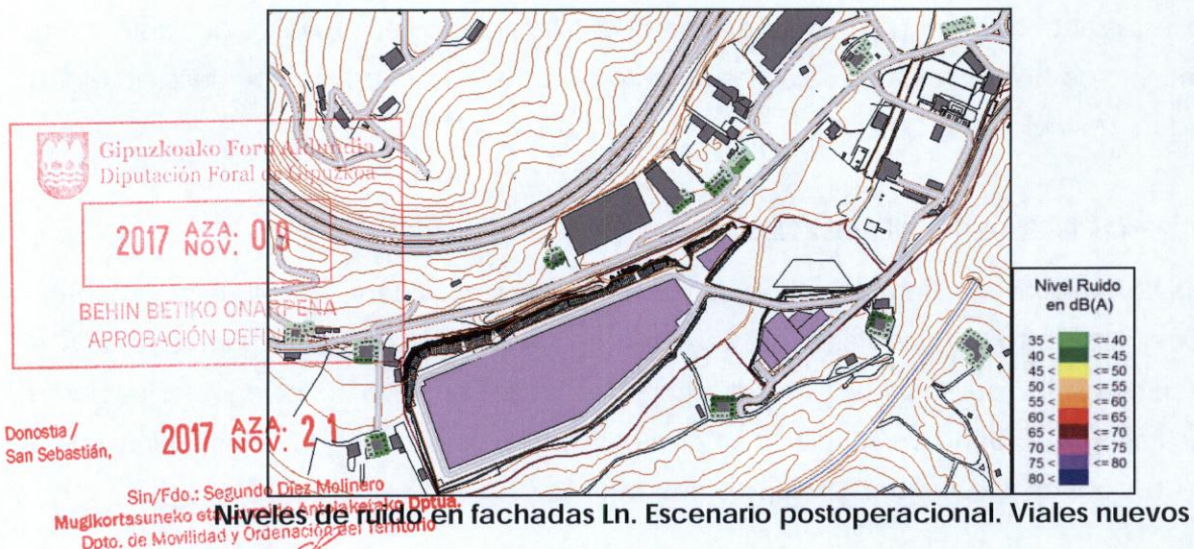 Gipuzkoako Foru Aldundia
Diputación Foral de Gipuzkoa
2017 AZA. NOV. 09
BEHIN BETIKO ONARPENA
APROBACIÓN
Donostia /
San Sebastián,
2017 AZA. NOV. 21
Sin/Fdo.: Segundo Diez Molinero
Mugikortasuneko eta Antolaketako Dptua.
Dpto. de Movilidad y Ordenación del Territorio
Nivel Ruido
en dB(A)
35 < <= 40
40 < <= 45
45 < <= 50
50 < <= 55
55 < <= 60
60 < <= 65
65 < <= 70
70 < <= 75
75 < <= 80
80 <
Niveles de ruido en fachadas Ln. Escenario postoperacional. Viales nuevos